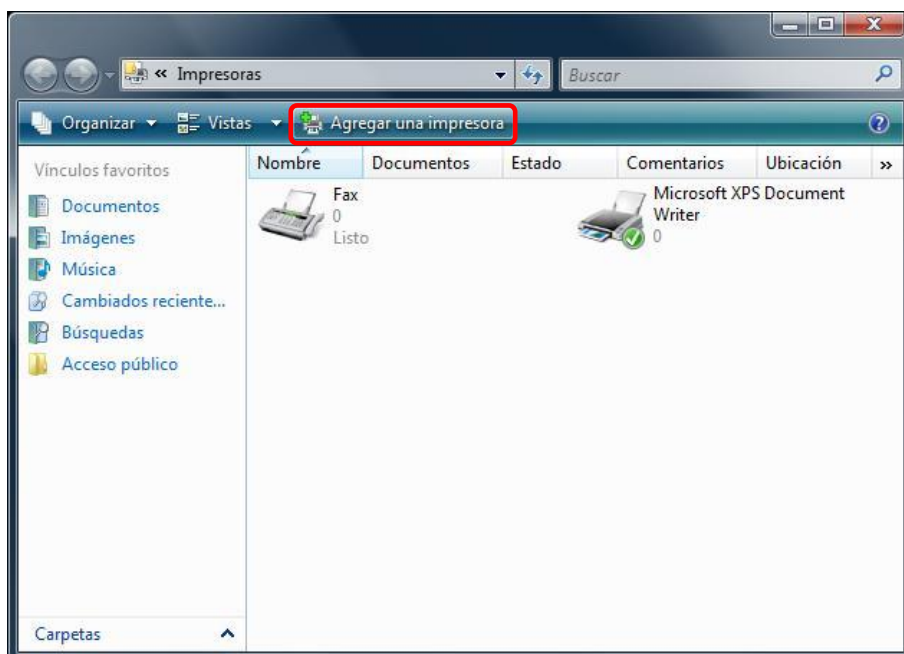 « Impresoras
Buscar
Organizar Vistas Agregar una impresora
Vínculos favoritos
Documentos
Imágenes
Música
Cambiados reciente...
Búsquedas
Acceso público
Carpetas
Nombre Documentos Estado Comentarios Ubicación »
Fax
0
Listo
Microsoft XPS Document
Writer
0